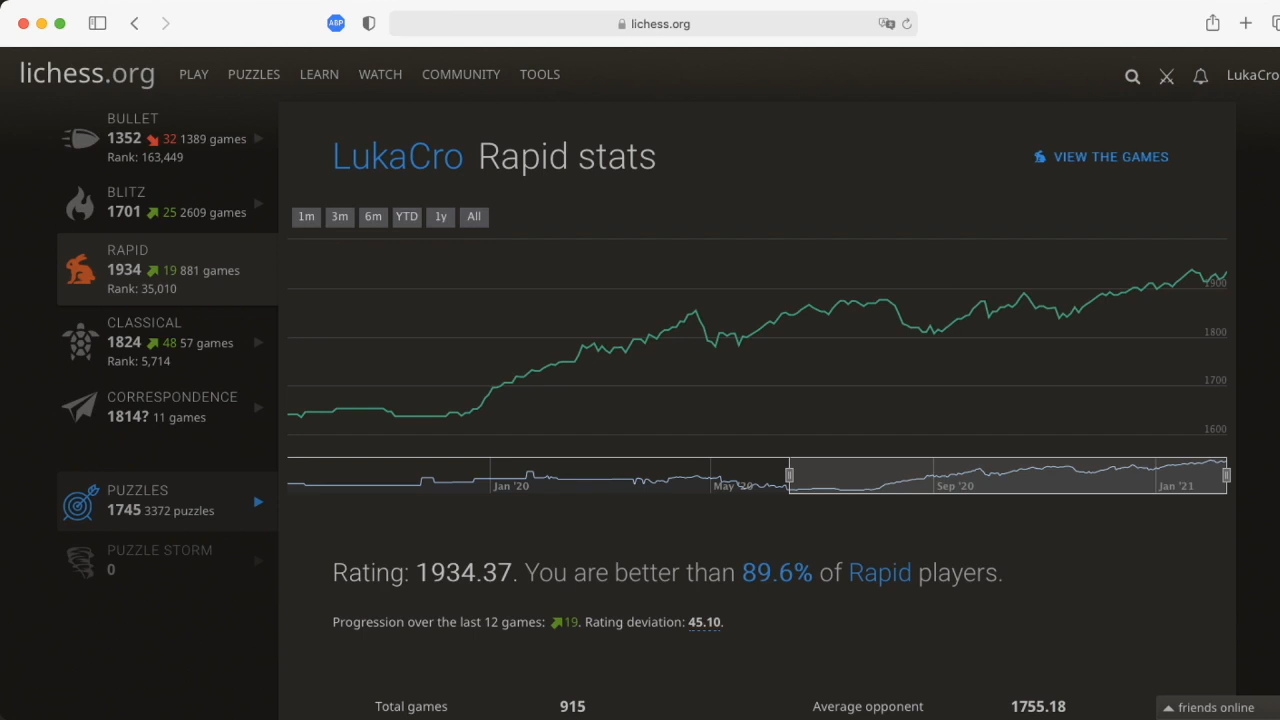 ABP
lichess.org
lichess.org PLAY PUZZLES LEARN WATCH COMMUNITY TOOLS LukaCro
BULLET
1352 32 1389 games
Rank: 163,449
BLITZ
1701 25 2609 games
RAPID
1934 19 881 games
Rank: 35,010
CLASSICAL
1824 48 57 games
Rank: 5,714
CORRESPONDENCE
1814? 11 games
PUZZLES
1745 3372 puzzles
PUZZLE STORM
0
LukaCro Rapid stats
VIEW THE GAMES
1m 3m 6m YTD 1y All
1900
1800
1700
1600
Jan '20 May '20 Sep '20 Jan '21
Rating: 1934.37. You are better than 89.6% of Rapid players.
Progression over the last 12 games: 19. Rating deviation: 45.10.
Total games 915 Average opponent 1755.18
friends online